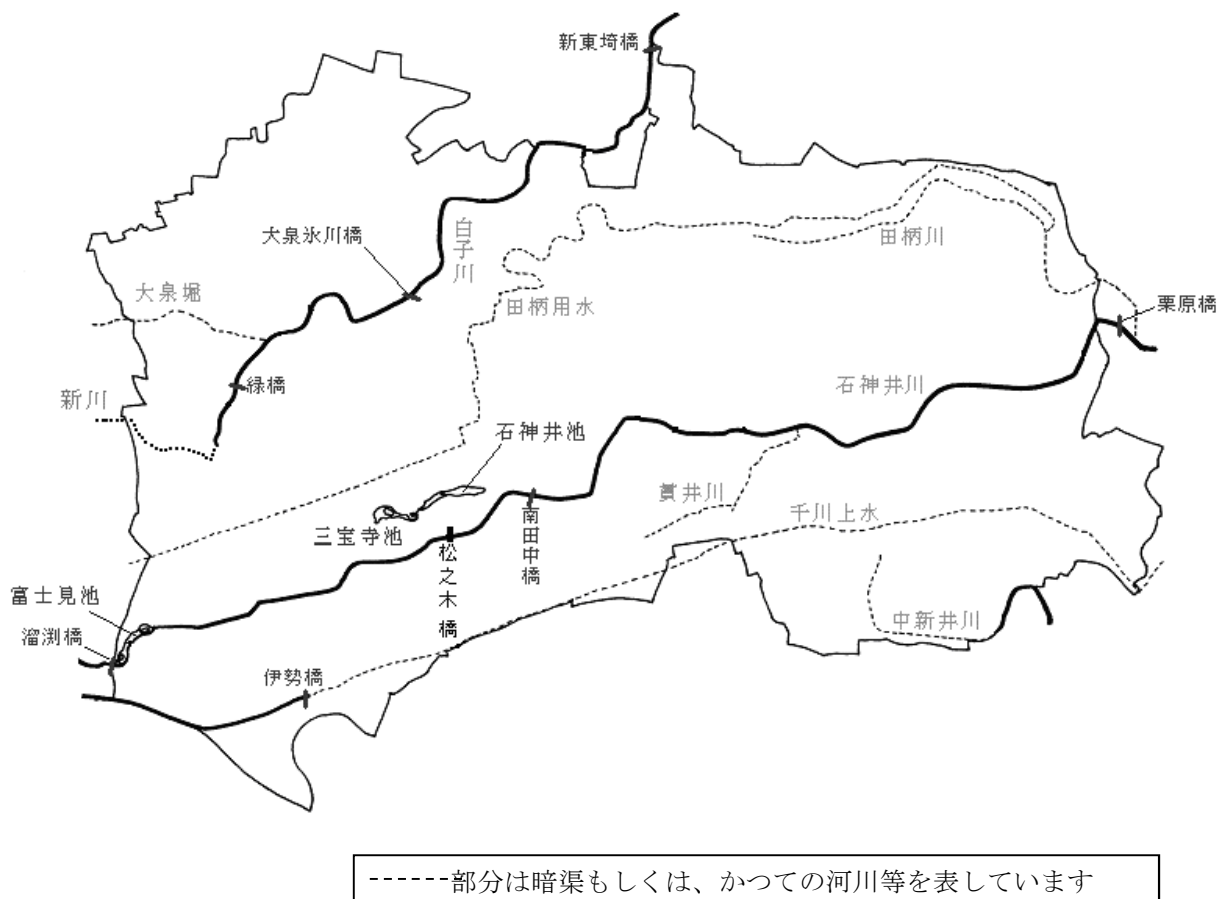 新東埼橋
大泉氷川橋
白子川
田柄川
大泉堀
田柄用水
栗原橋
緑橋
新川
石神井川
石神井池
貫井川
千川上水
三宝寺池
南田中橋
松之木橋
富士見池
溜渕橋
中新井川
伊勢橋
------部分は暗渠もしくは、かつての河川等を表しています